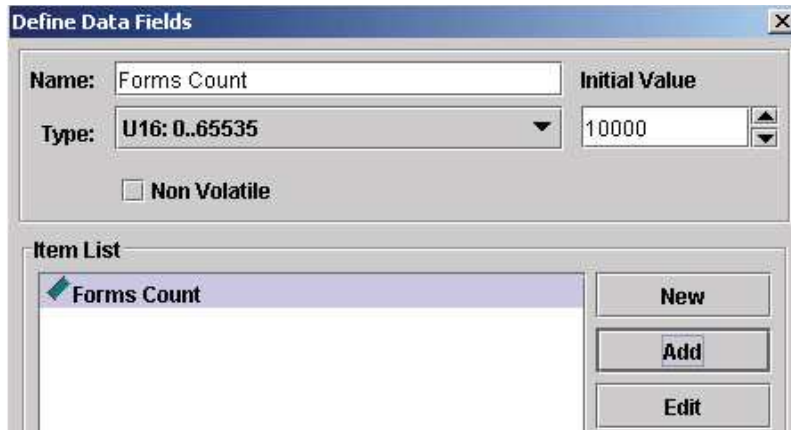 Define Data Fields
Name: Forms Count Initial Value
Type: U16: 0..65535 10000
Non Volatile
Item List
Forms Count New
Add
Edit